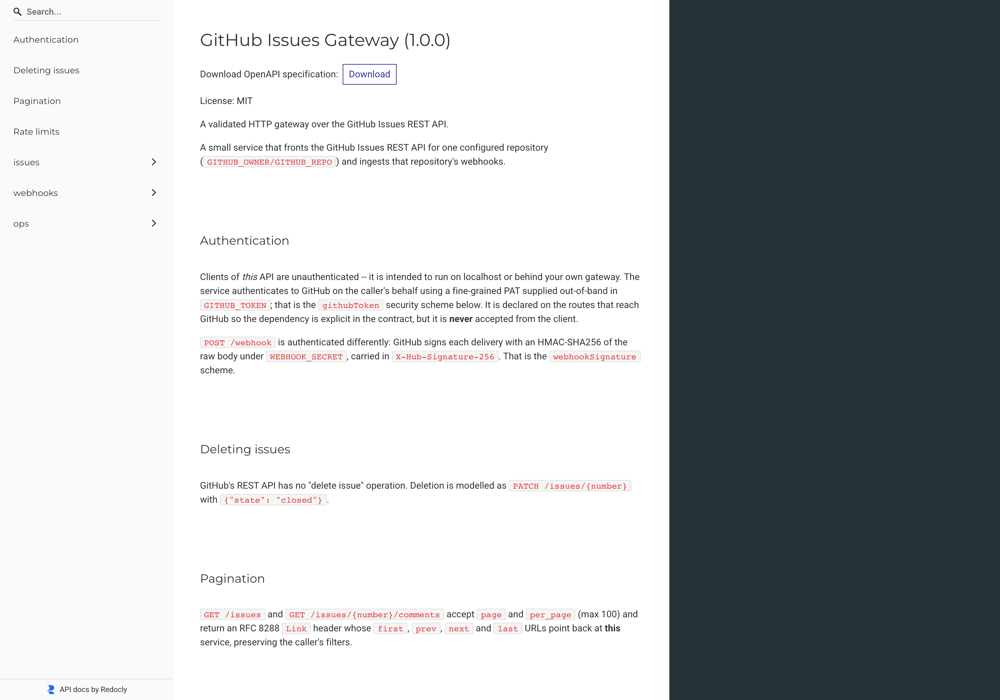 Search...
Authentication
Deleting issues
Pagination
Rate limits
issues
webhooks
ops
API docs by Redocly
GitHub Issues Gateway (1.0.0)
Download OpenAPI specification: Download
License: MIT
A validated HTTP gateway over the GitHub Issues REST API.
A small service that fronts the GitHub Issues REST API for one configured repository
(GITHUB_OWNER/GITHUB_REPO) and ingests that repository's webhooks.
Authentication
Clients of this API are unauthenticated -- it is intended to run on localhost or behind your own gateway. The
service authenticates to GitHub on the caller's behalf using a fine-grained PAT supplied out-of-band in
GITHUB_TOKEN; that is the githubToken security scheme below. It is declared on the routes that reach
GitHub so the dependency is explicit in the contract, but it is never accepted from the client.
POST /webhook is authenticated differently: GitHub signs each delivery with an HMAC-SHA256 of the
raw body under WEBHOOK_SECRET, carried in X-Hub-Signature-256. That is the webhookSignature
scheme.
Deleting issues
GitHub's REST API has no "delete issue" operation. Deletion is modelled as PATCH /issues/{number}
with {"state": "closed"}.
Pagination
GET /issues and GET /issues/{number}/comments accept page and per_page (max 100) and
return an RFC 8288 Link header whose first, prev, next and last URLs point back at this
service, preserving the caller's filters.